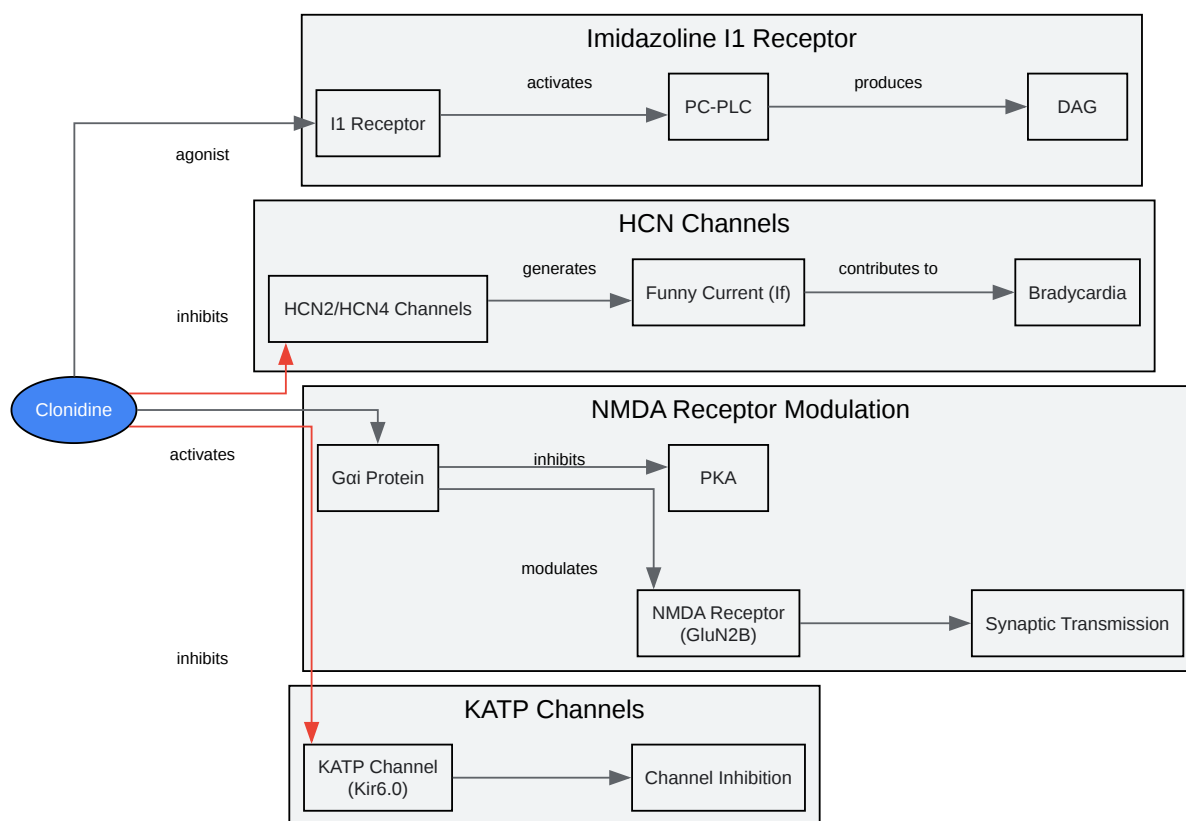 Imidazoline I1 Receptor
activates
produces
I1 Receptor
PC-PLC
DAG
agonist
HCN Channels
generates
contributes to
HCN2/HCN4 Channels
Funny Current (If)
Bradycardia
inhibits
Clonidine
NMDA Receptor Modulation
activates
Gαi Protein
inhibits
PKA
modulates
NMDA Receptor
(GluN2B)
Synaptic Transmission
inhibits
KATP Channels
KATP Channel
(Kir6.0)
Channel Inhibition